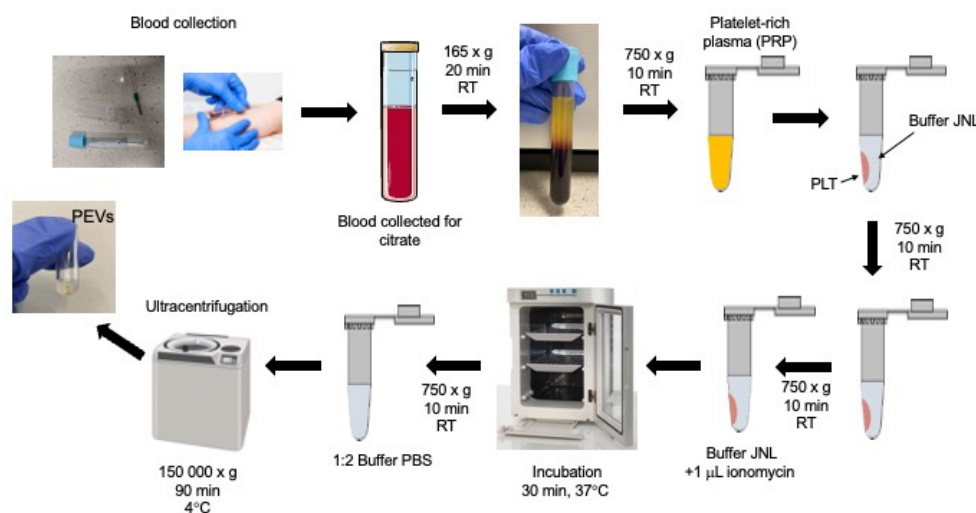 Blood collection
165 x g
20 min
RT
Blood collected for
citrate
750 x g
10 min
RT
Platelet-rich
plasma (PRP)
Buffer JNL
PLT
750 x g
10 min
RT
750 x g
10 min
RT
Buffer JNL
+1 μL ionomycin
Incubation
30 min, 37°C
750 x g
10 min
RT
1:2 Buffer PBS
Ultracentrifugation
150 000 x g
90 min
4°C
PEVs